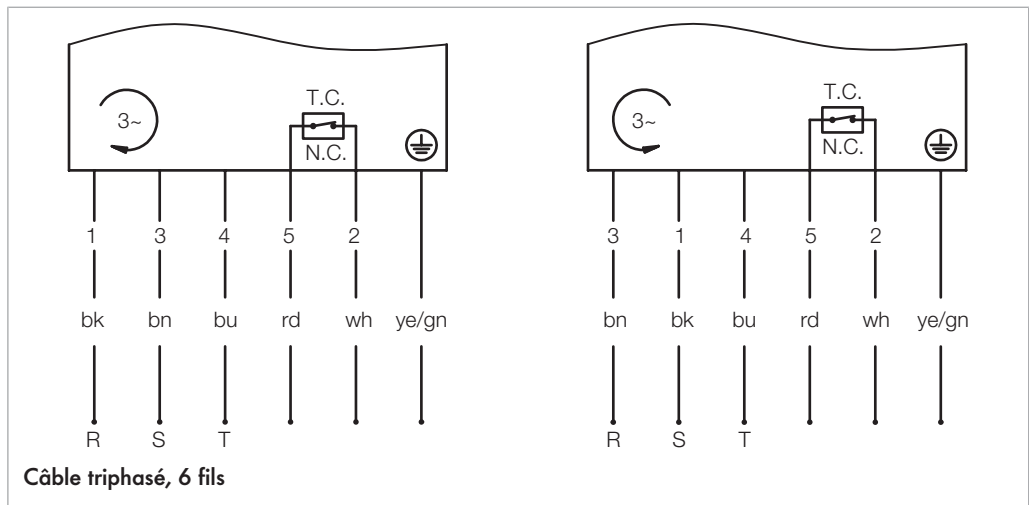 T.C.
3~
N.C.
1 3 4 5 2
bk bn bu rd wh ye/gn
R S T
T.C.
3~
N.C.
3 1 4 5 2
bn bk bu rd wh ye/gn
R S T
Câble triphasé, 6 fils